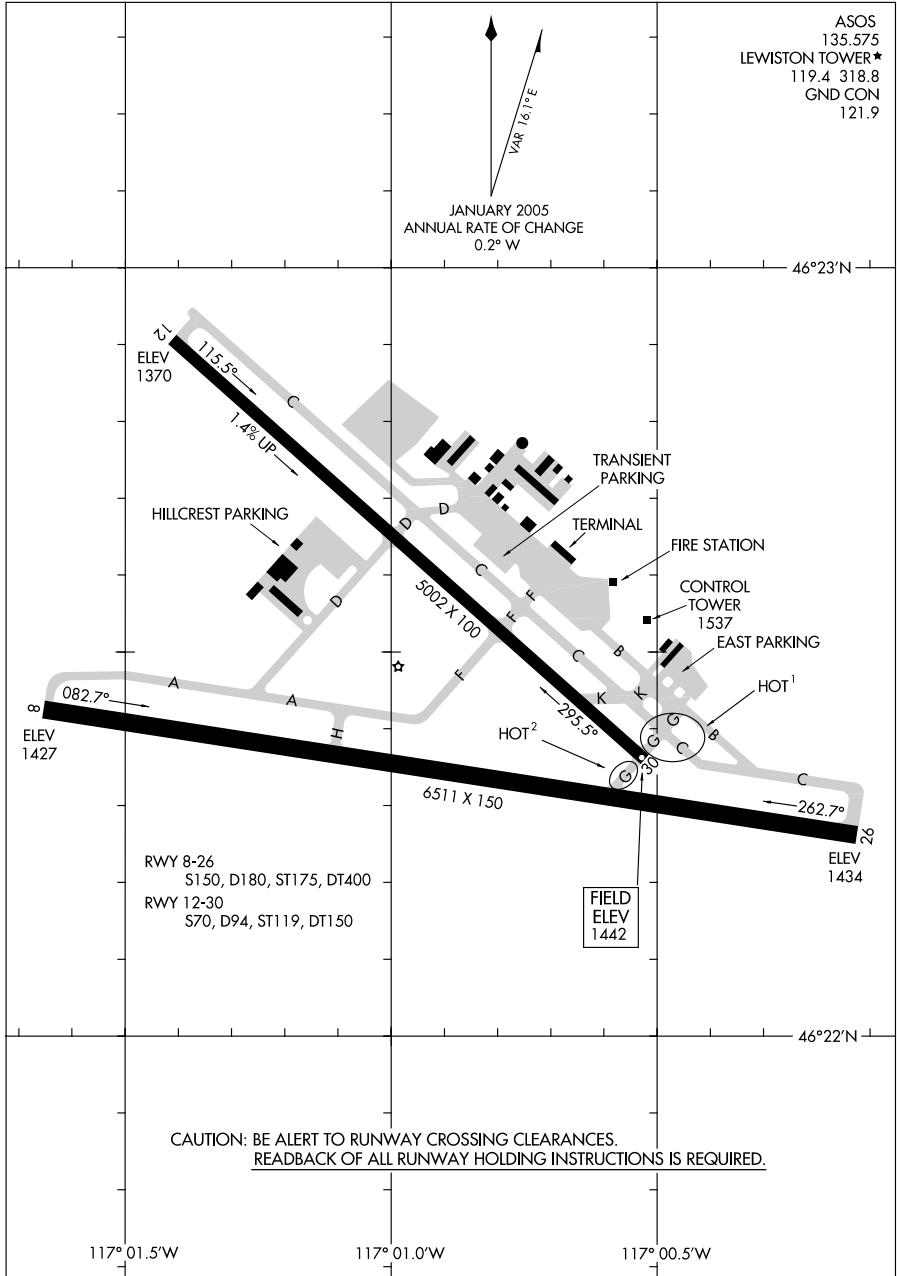 ASOS
135.575
LEWISTON TOWER★
119.4 318.8
GND CON
121.9
VAR 16.1° E
JANUARY 2005
ANNUAL RATE OF CHANGE
0.2° W
46°23'N
12
ELEV
1370
115.5°
C
1.4% UP
HILLCREST PARKING
D
D
TRANSIENT
PARKING
TERMINAL
FIRE STATION
C
5002 X 100
D
F
F
CONTROL
TOWER
1537
B
EAST PARKING
C
F
A
A
K
K
HOT 1
082.7°
8
ELEV
1427
H
295.5°
HOT 2
G
G
C
B
G
30
C
6511 X 150
262.7°
26
ELEV
1434
RWY 8-26
S150, D180, ST175, DT400
RWY 12-30
S70, D94, ST119, DT150
FIELD
ELEV
1442
46°22'N
CAUTION: BE ALERT TO RUNWAY CROSSING CLEARANCES.
READBACK OF ALL RUNWAY HOLDING INSTRUCTIONS IS REQUIRED.
117° 01.5'W
117° 01.0'W
117° 00.5'W